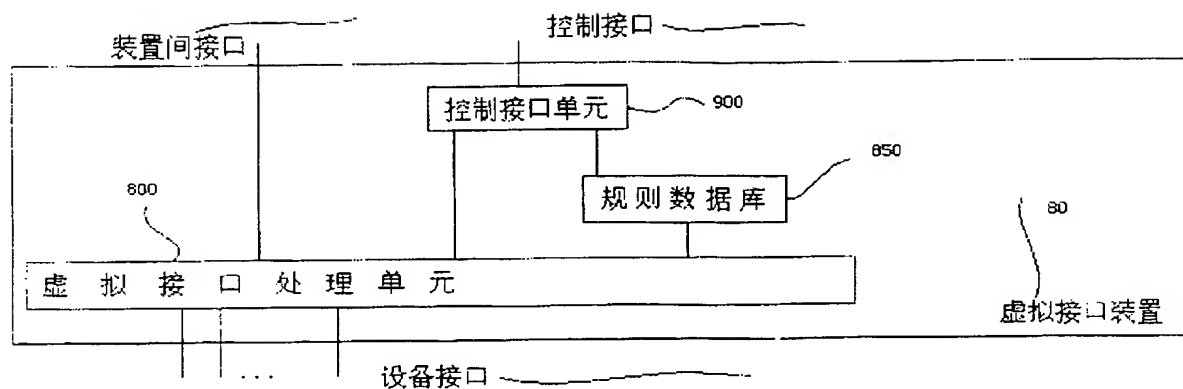 控制接口
装置间接口
控制接口单元
900
850
规则数据库
800
80
虚拟接口处理单元
虚拟接口装置
...
设备接口